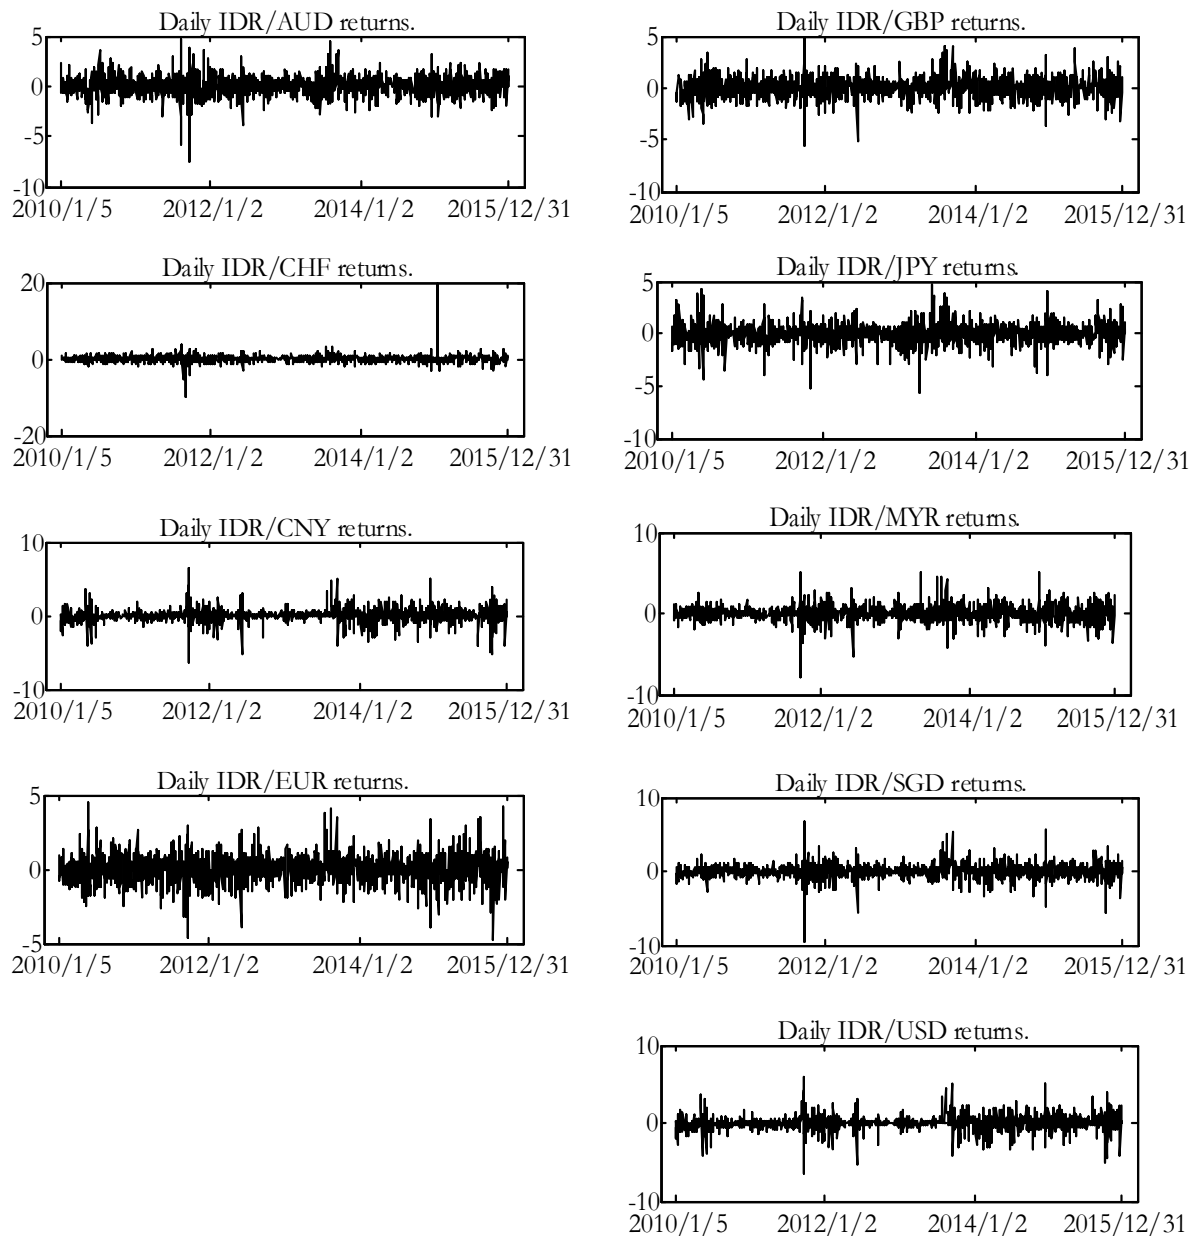 Daily IDR/AUD returns.
5
0
-5
-10
2010/1/5 2012/1/2 2014/1/2 2015/12/31
Daily IDR/GBP returns.
5
0
-5
-10
2010/1/5 2012/1/2 2014/1/2 2015/12/31
Daily IDR/CHF returns.
20
0
-20
2010/1/5 2012/1/2 2014/1/2 2015/12/31
Daily IDR/JPY returns.
5
0
-5
-10
2010/1/5 2012/1/2 2014/1/2 2015/12/31
Daily IDR/CNY returns.
10
0
-10
2010/1/5 2012/1/2 2014/1/2 2015/12/31
Daily IDR/MYR returns.
10
0
-10
2010/1/5 2012/1/2 2014/1/2 2015/12/31
Daily IDR/EUR returns.
5
0
-5
2010/1/5 2012/1/2 2014/1/2 2015/12/31
Daily IDR/SGD returns.
10
0
-10
2010/1/5 2012/1/2 2014/1/2 2015/12/31
Daily IDR/USD returns.
10
0
-10
2010/1/5 2012/1/2 2014/1/2 2015/12/31